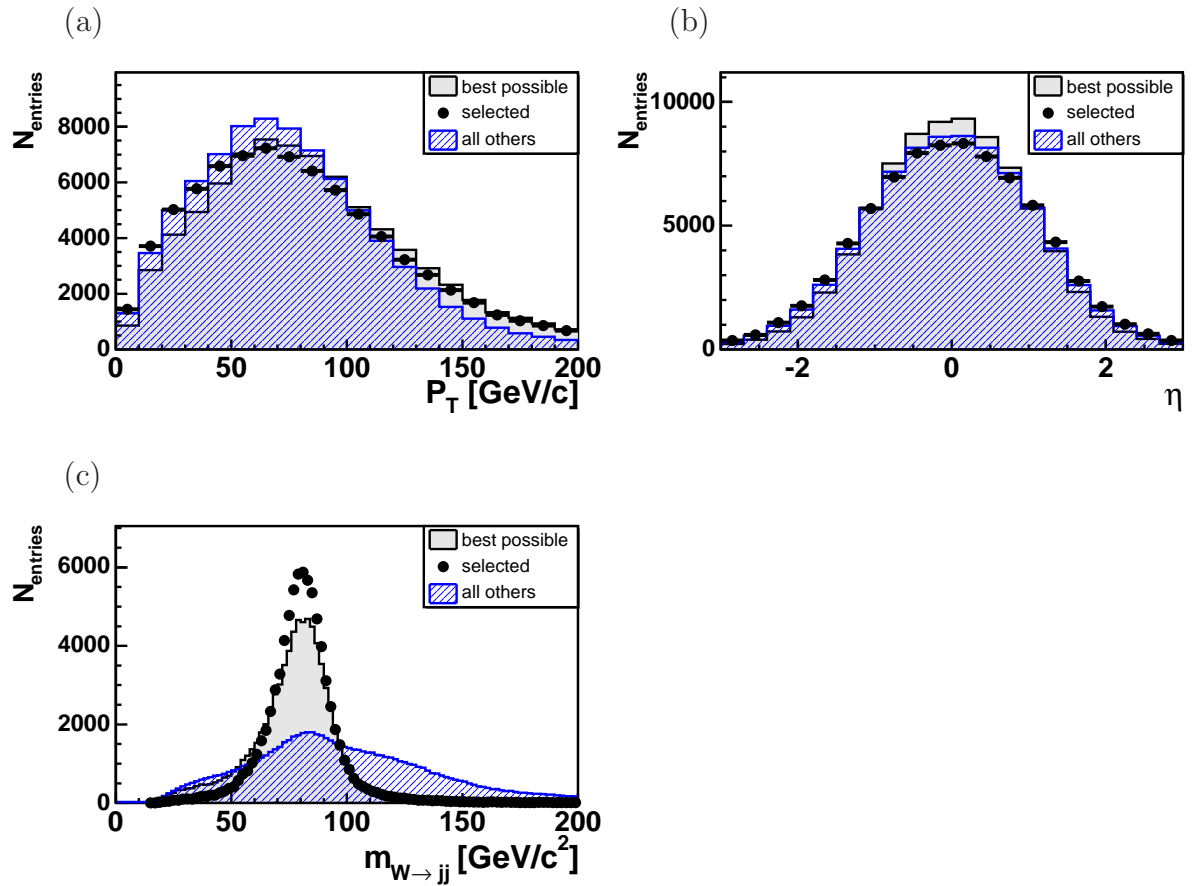 (a)
N_entries
8000
6000
4000
2000
0
best possible
selected
all others
0 50 100 150 200
P_T [GeV/c]
(b)
N_entries
10000
5000
0
best possible
selected
all others
-2 0 2
η
(c)
N_entries
6000
4000
2000
0
best possible
selected
all others
0 50 100 150 200
m_{W→ jj} [GeV/c^2]